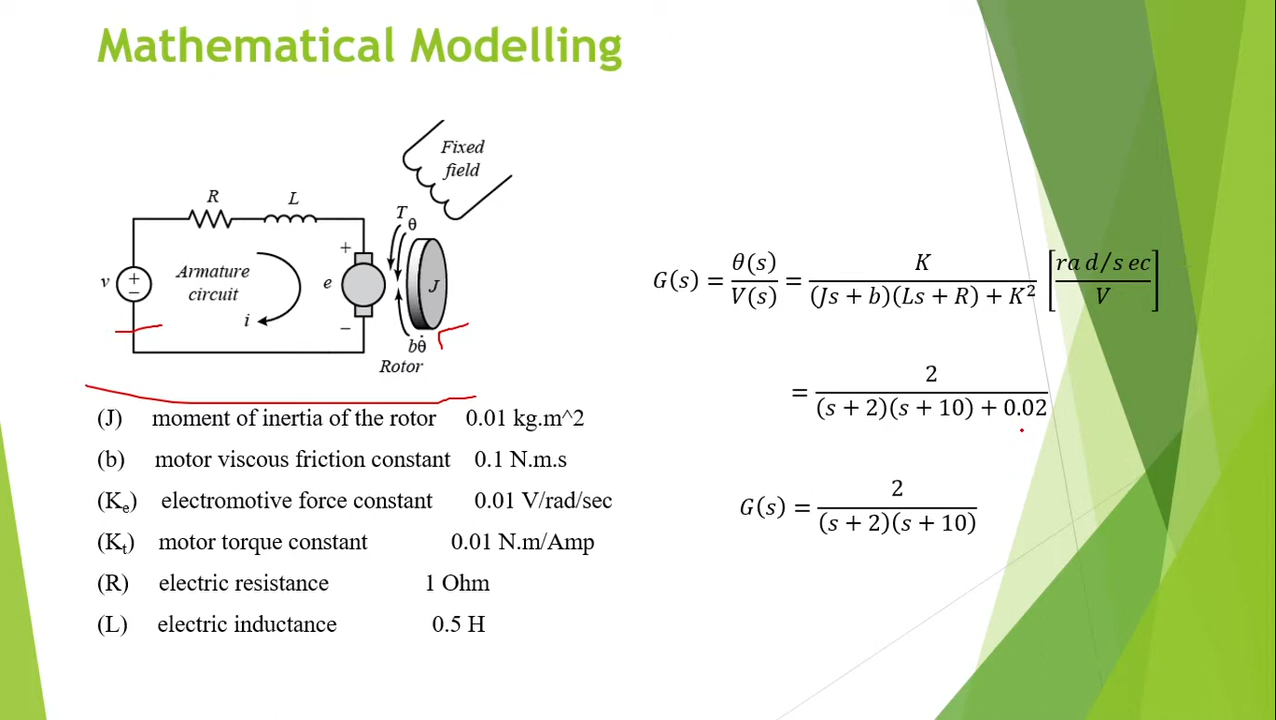 Mathematical Modelling
Fixed
field
R
L
T
θ
+
v
+
−
Armature
circuit
e
J
i
−
bθ̇
Rotor
(J) moment of inertia of the rotor 0.01 kg.m^2
(b) motor viscous friction constant 0.1 N.m.s
(Ke) electromotive force constant 0.01 V/rad/sec
(Kt) motor torque constant 0.01 N.m/Amp
(R) electric resistance 1 Ohm
(L) electric inductance 0.5 H
G(s) = θ(s)/V(s) = K/((Js + b)(Ls + R) + K²) [rad/sec/V]
= 2/((s + 2)(s + 10) + 0.02)
G(s) = 2/((s + 2)(s + 10))